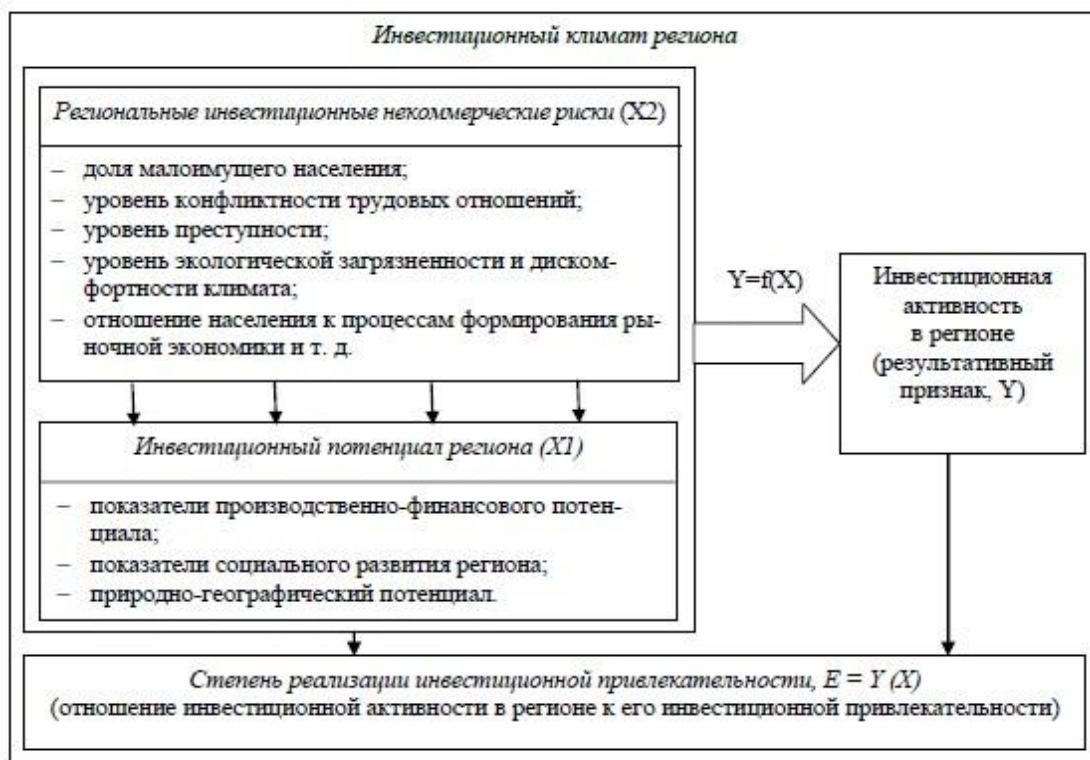 Инвестиционный климат региона
Региональные инвестиционные некоммерческие риски (X2)
– доля малоимущего населения;
– уровень конфликтности трудовых отношений;
– уровень преступности;
– уровень экологической загрязненности и диском-
фортности климата;
– отношение населения к процессам формирования ры-
ночной экономики и т. д.
Инвестиционный потенциал региона (X1)
– показатели производственно-финансового потен-
циала;
– показатели социального развития региона;
– природно-географический потенциал.
Y=f(X)
Инвестиционная
активность
в регионе
(результативный
признак, Y)
Степень реализации инвестиционной привлекательности, E = Y (X)
(отношение инвестиционной активности в регионе к его инвестиционной привлекательности)